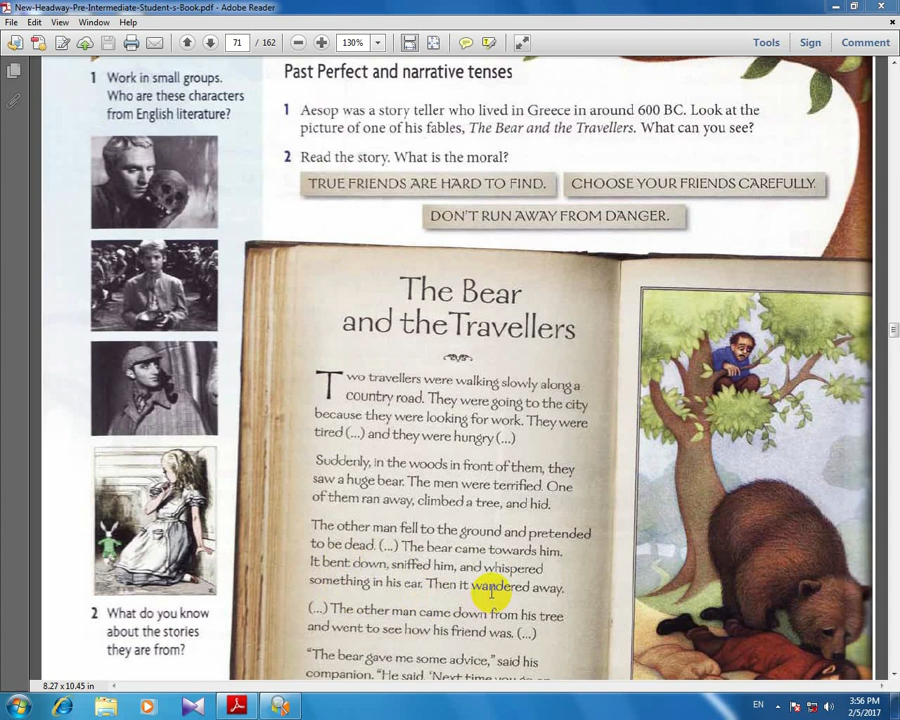 New-Headway-Pre-Intermediate-Student-s-Book.pdf - Adobe Reader
File Edit View Window Help
71 / 162 130% Tools Sign Comment
1 Work in small groups.
Who are these characters
from English literature?
2 What do you know
about the stories
they are from?
Past Perfect and narrative tenses
1 Aesop was a story teller who lived in Greece in around 600 BC. Look at the
picture of one of his fables, The Bear and the Travellers. What can you see?
2 Read the story. What is the moral?
TRUE FRIENDS ARE HARD TO FIND. CHOOSE YOUR FRIENDS CAREFULLY.
DON'T RUN AWAY FROM DANGER.
The Bear
and the Travellers
Two travellers were walking slowly along a
country road. They were going to the city
because they were looking for work. They were
tired (...) and they were hungry (...)
Suddenly, in the woods in front of them, they
saw a huge bear. The men were terrified. One
of them ran away, climbed a tree, and hid.
The other man fell to the ground and pretended
to be dead. (...) The bear came towards him.
It bent down, sniffed him, and whispered
something in his ear. Then it wandered away.
(...) The other man came down from his tree
and went to see how his friend was. (...)
"The bear gave me some advice," said his
companion. "He said, 'Next time you go on
8.27 x 10.45 in
EN 3:56 PM
2/5/2017